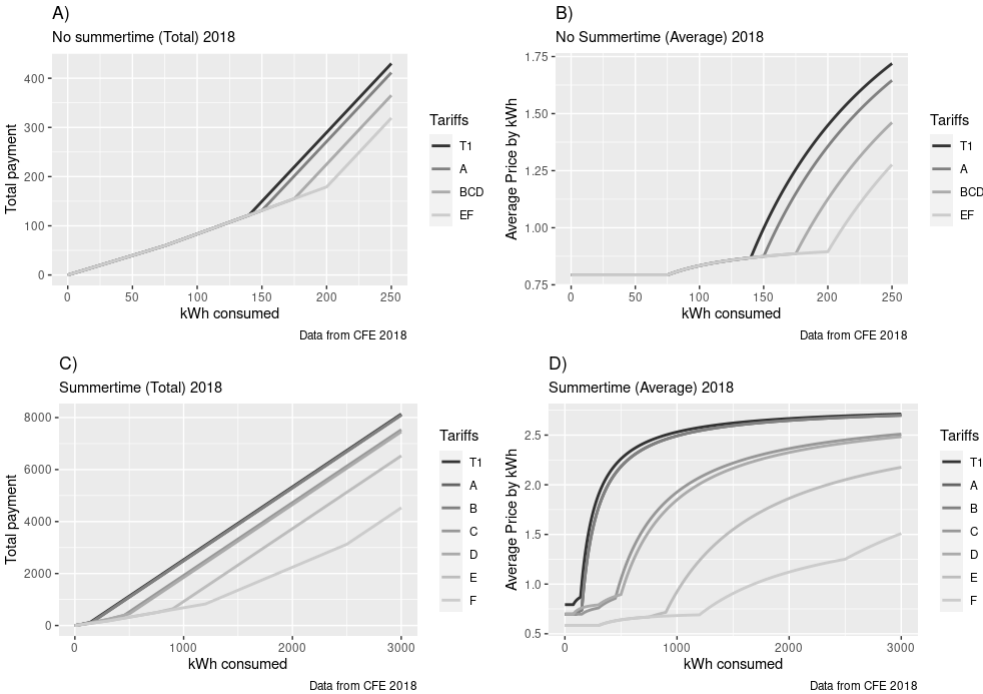 A)
No summertime (Total) 2018
Total payment
400
300
200
100
0
0 50 100 150 200 250
kWh consumed
Data from CFE 2018
Tariffs
T1
A
BCD
EF
B)
No Summertime (Average) 2018
Average Price by kWh
1.75
1.50
1.25
1.00
0.75
0 50 100 150 200 250
kWh consumed
Data from CFE 2018
Tariffs
T1
A
BCD
EF
C)
Summertime (Total) 2018
Total payment
8000
6000
4000
2000
0
0 1000 2000 3000
kWh consumed
Data from CFE 2018
Tariffs
T1
A
B
C
D
E
F
D)
Summertime (Average) 2018
Average Price by kWh
2.5
2.0
1.5
1.0
0.5
0 1000 2000 3000
kWh consumed
Data from CFE 2018
Tariffs
T1
A
B
C
D
E
F